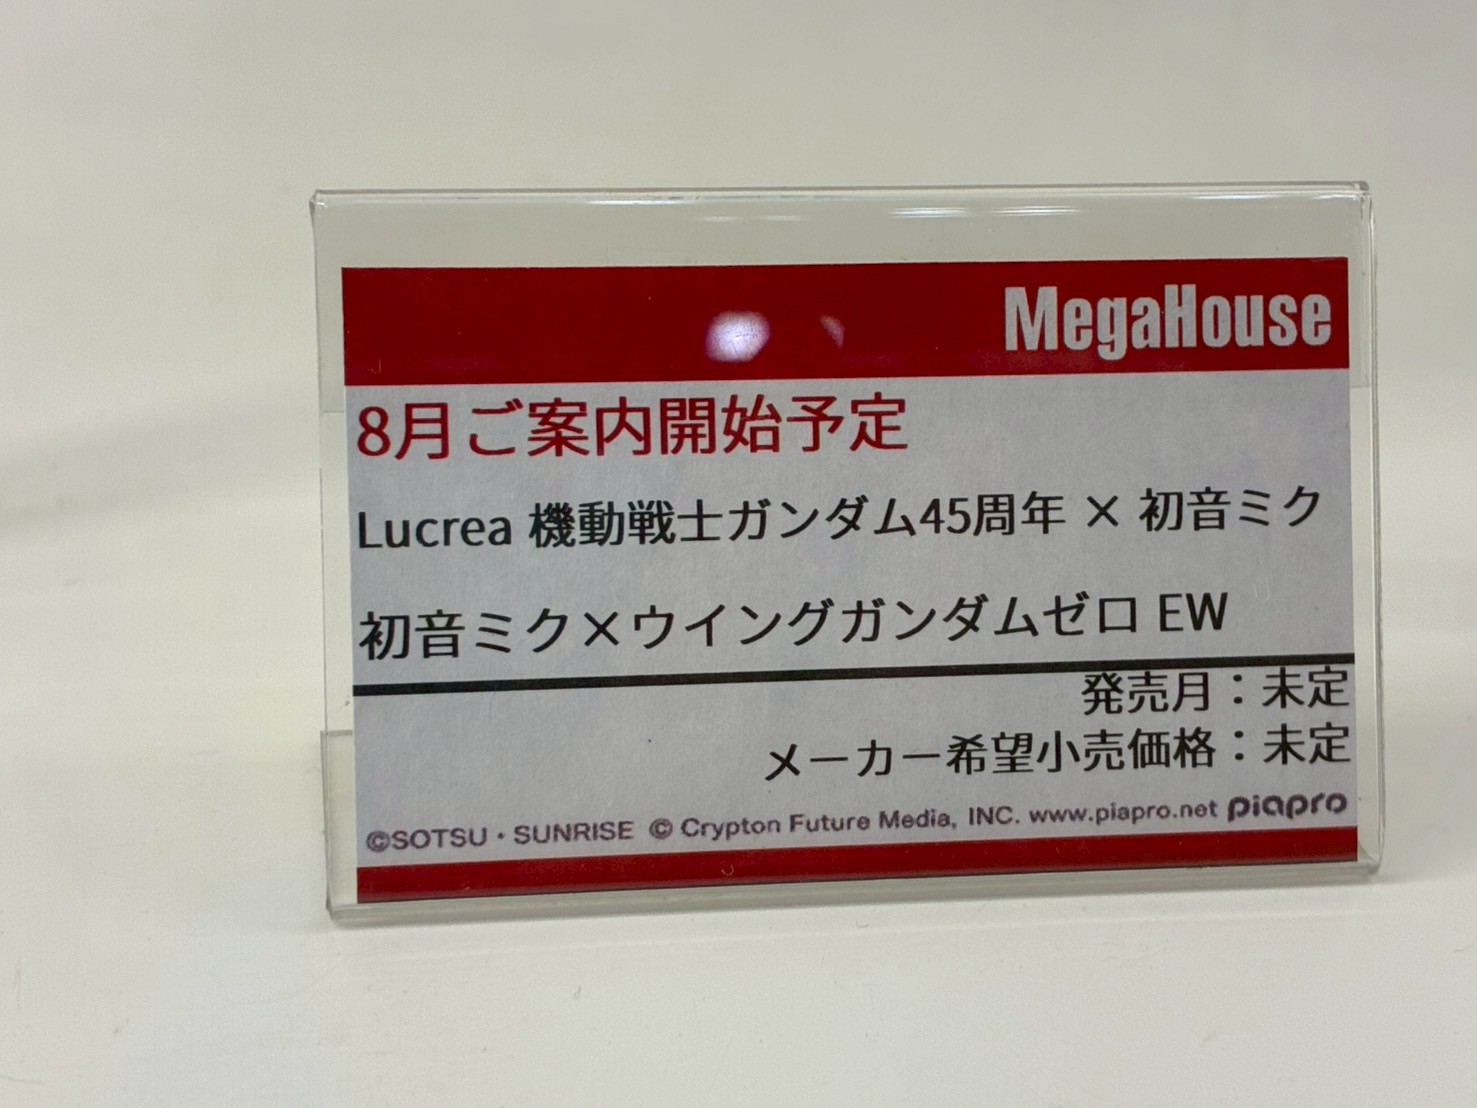 MegaHouse
8月ご案内開始予定
Lucrea 機動戦士ガンダム45周年 × 初音ミク
初音ミク×ウイングガンダムゼロ EW
発売月：未定
メーカー希望小売価格：未定
©SOTSU・SUNRISE © Crypton Future Media, INC. www.piapro.net piapro